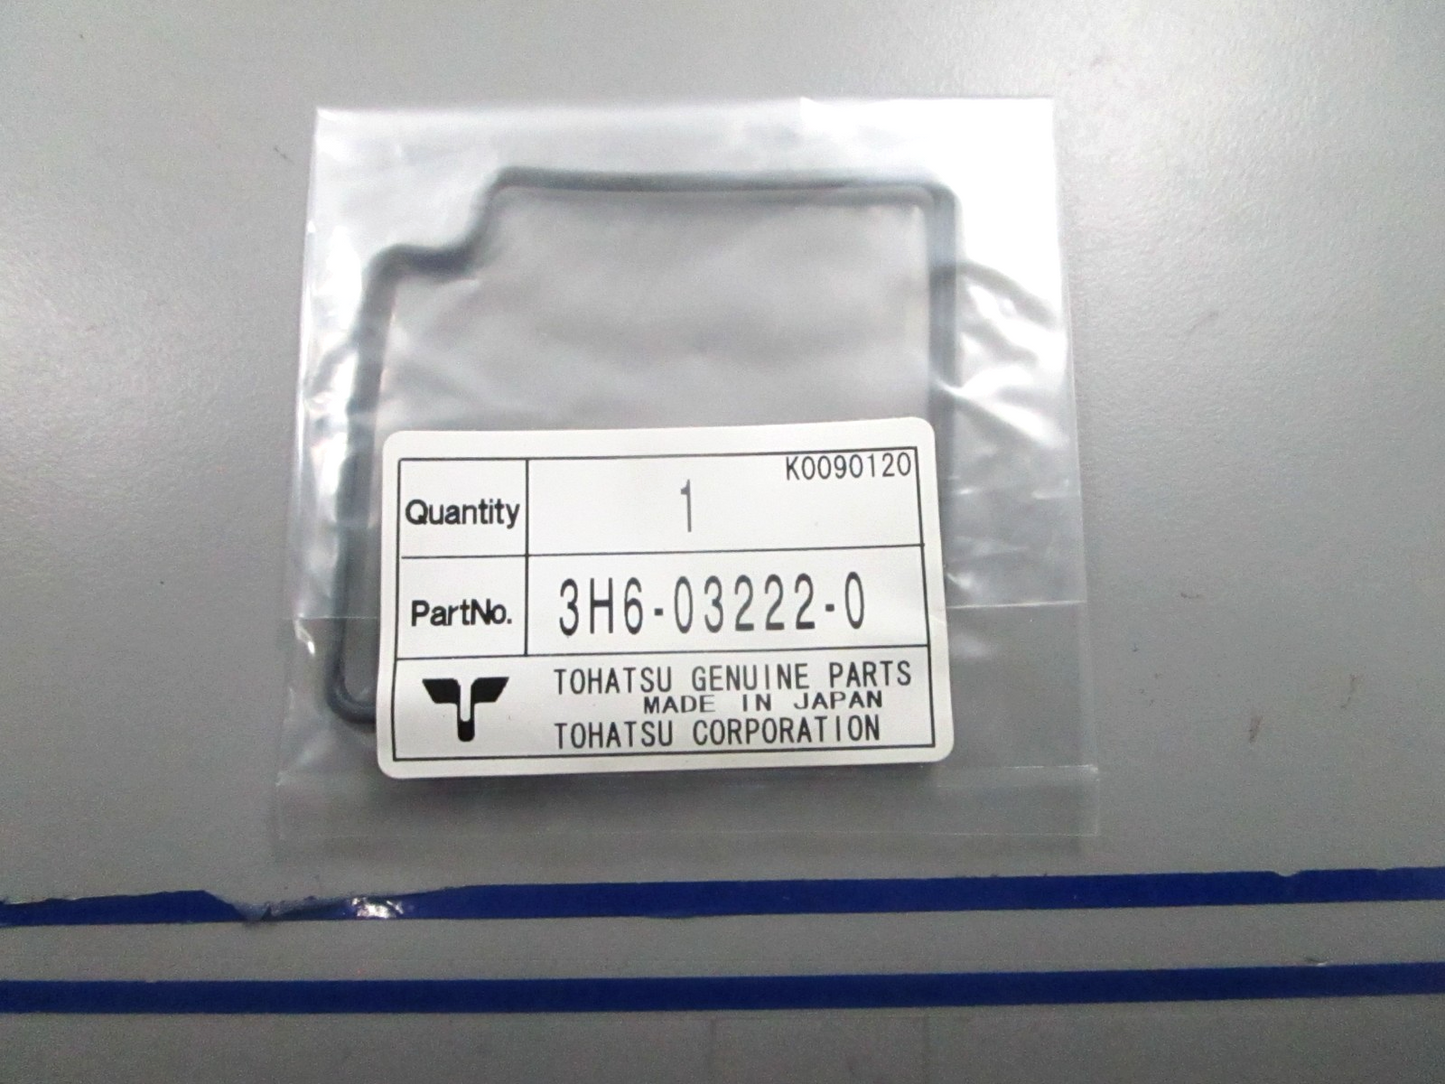 K0090120
Quantity 1
PartNo. 3H6-03222-0
TOHATSU GENUINE PARTS
MADE IN JAPAN
TOHATSU CORPORATION